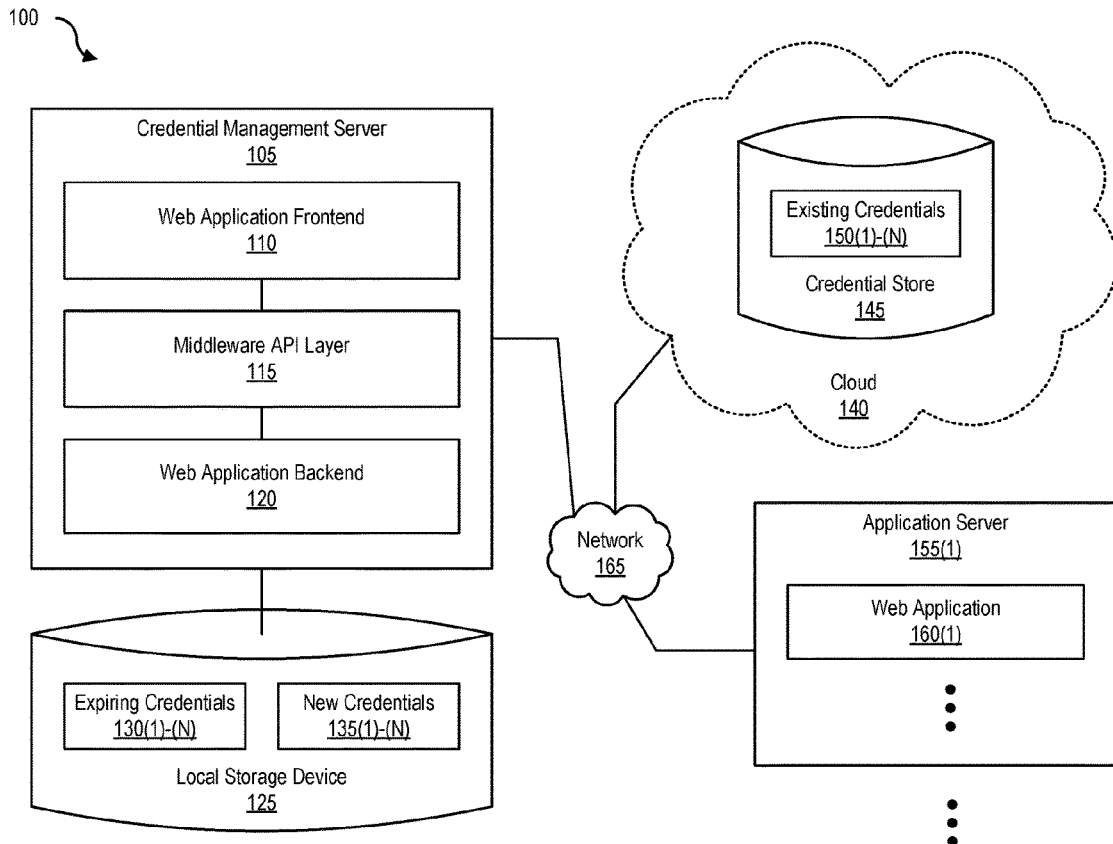 100
Credential Management Server
105
Web Application Frontend
110
Middleware API Layer
115
Web Application Backend
120
Expiring Credentials
130(1)-(N)
New Credentials
135(1)-(N)
Local Storage Device
125
Existing Credentials
150(1)-(N)
Credential Store
145
Cloud
140
Network
165
Application Server
155(1)
Web Application
160(1)